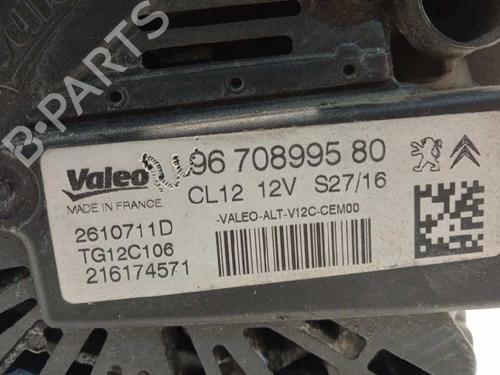 Valeo 96 708995 80
MADE IN FRANCE CL12 12V S27/16
-VALEO-ALT-V12C-CEM00
2610711D
TG12C106
216174571
B-PARTS